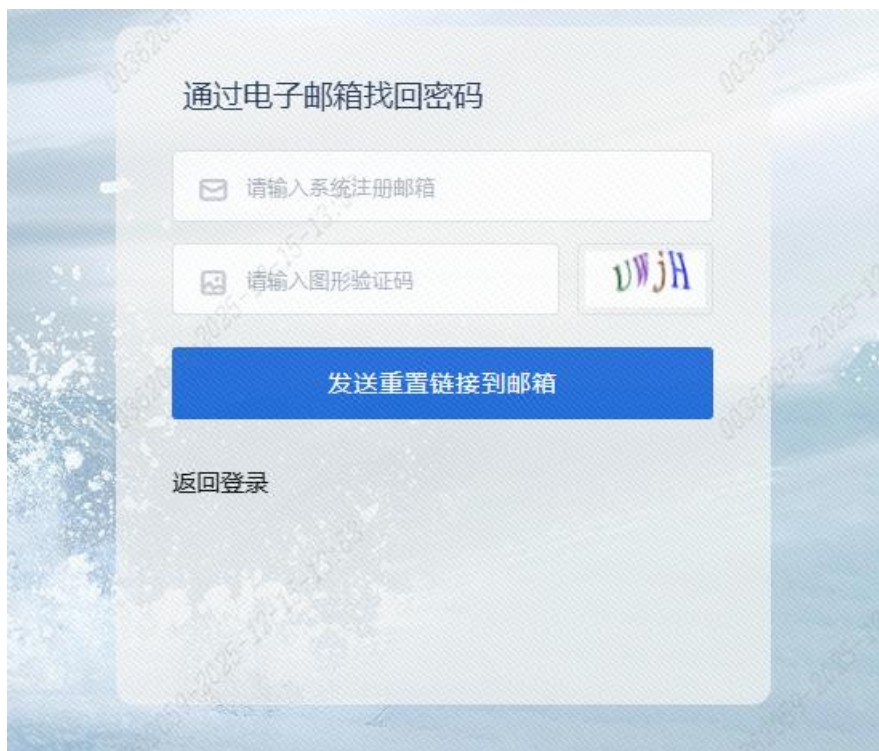 通过电子邮箱找回密码
请输入系统注册邮箱
请输入图形验证码 UWjH
发送重置链接到邮箱
返回登录